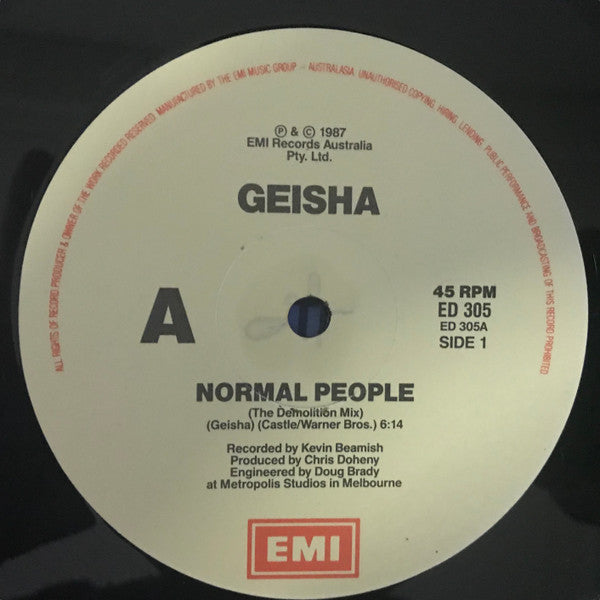 ALL RIGHTS OF RECORD PRODUCER & OWNER OF THE WORK RECORDED RESERVED. MANUFACTURED BY THE EMI MUSIC GROUP – AUSTRALASIA. UNAUTHORISED COPYING, HIRING, LENDING, PUBLIC PERFORMANCE AND BROADCASTING OF THIS RECORD PROHIBITED
℗ & © 1987
EMI Records Australia
Pty. Ltd.
GEISHA
A
45 RPM
ED 305
ED 305A
SIDE 1
NORMAL PEOPLE
(The Demolition Mix)
(Geisha) (Castle/Warner Bros.) 6:14
Recorded by Kevin Beamish
Produced by Chris Doheny
Engineered by Doug Brady
at Metropolis Studios in Melbourne
EMI